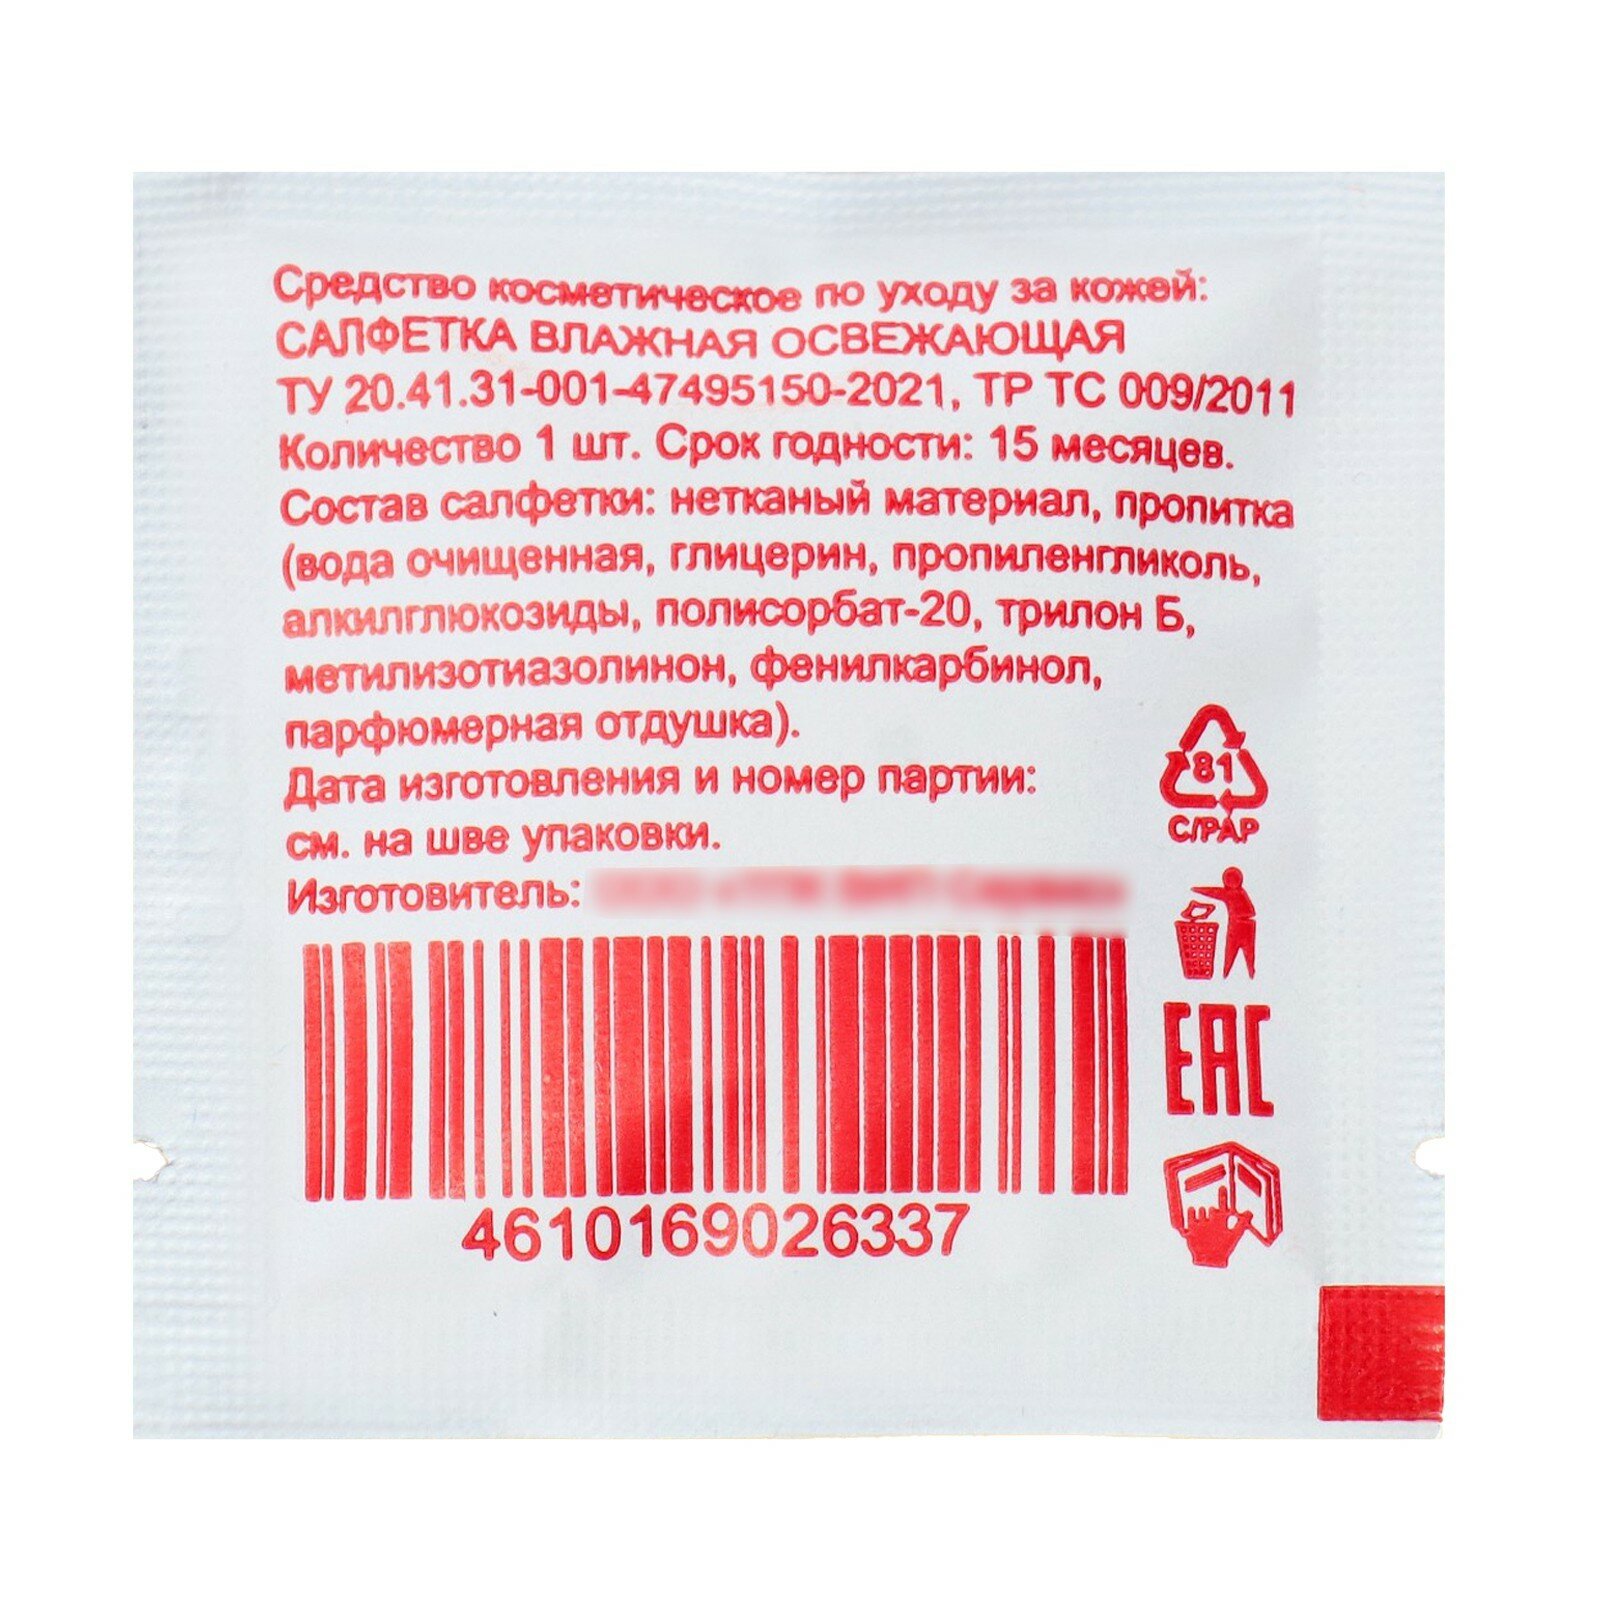 Средство косметическое по уходу за кожей:
САЛФЕТКА ВЛАЖНАЯ ОСВЕЖАЮЩАЯ
ТУ 20.41.31-001-47495150-2021, ТР ТС 009/2011
Количество 1 шт. Срок годности: 15 месяцев.
Состав салфетки: нетканый материал, пропитка
(вода очищенная, глицерин, пропиленгликоль,
алкилглюкозиды, полисорбат-20, трилон Б,
метилизотиазолинон, фенилкарбинол,
парфюмерная отдушка).
Дата изготовления и номер партии:
см. на шве упаковки.
Изготовитель:
4610169026337
81
C/PAP
EAC